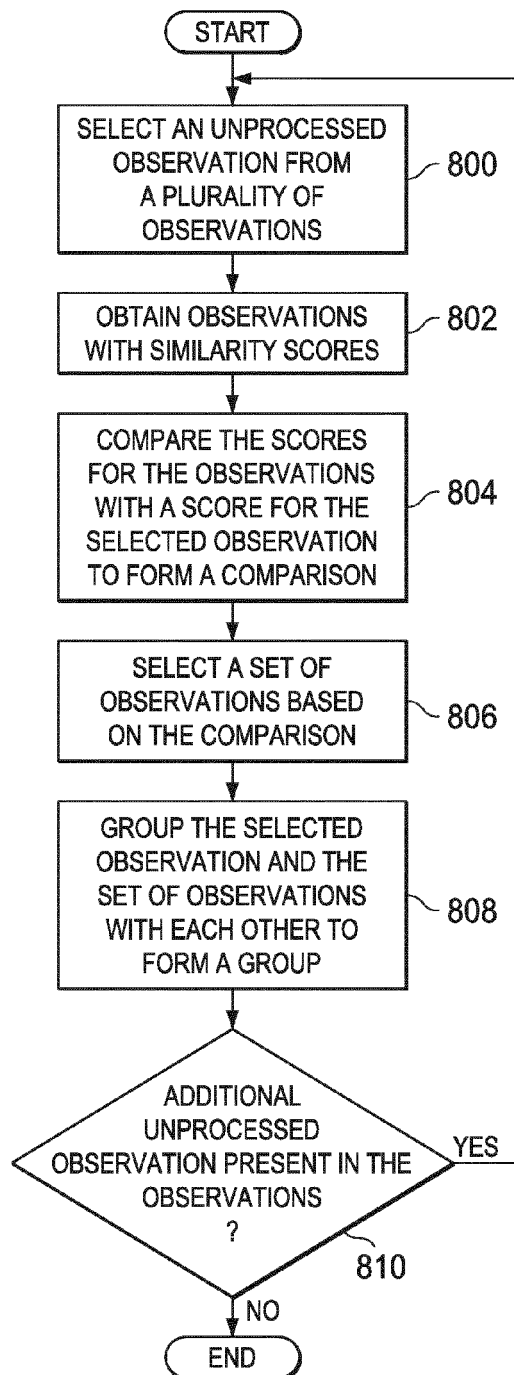 START
SELECT AN UNPROCESSED
OBSERVATION FROM
A PLURALITY OF
OBSERVATIONS
800
OBTAIN OBSERVATIONS
WITH SIMILARITY SCORES
802
COMPARE THE SCORES
FOR THE OBSERVATIONS
WITH A SCORE FOR THE
SELECTED OBSERVATION
TO FORM A COMPARISON
804
SELECT A SET OF
OBSERVATIONS BASED
ON THE COMPARISON
806
GROUP THE SELECTED
OBSERVATION AND THE
SET OF OBSERVATIONS
WITH EACH OTHER TO
FORM A GROUP
808
ADDITIONAL
UNPROCESSED
OBSERVATION PRESENT IN THE
OBSERVATIONS
?
YES
810
NO
END